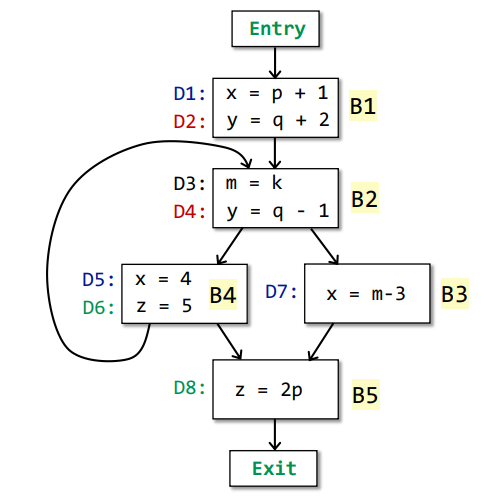 Entry
D1: x = p + 1 B1
D2: y = q + 2
D3: m = k B2
D4: y = q - 1
D5: x = 4 B4
D6: z = 5
D7: x = m-3 B3
D8: z = 2p B5
Exit